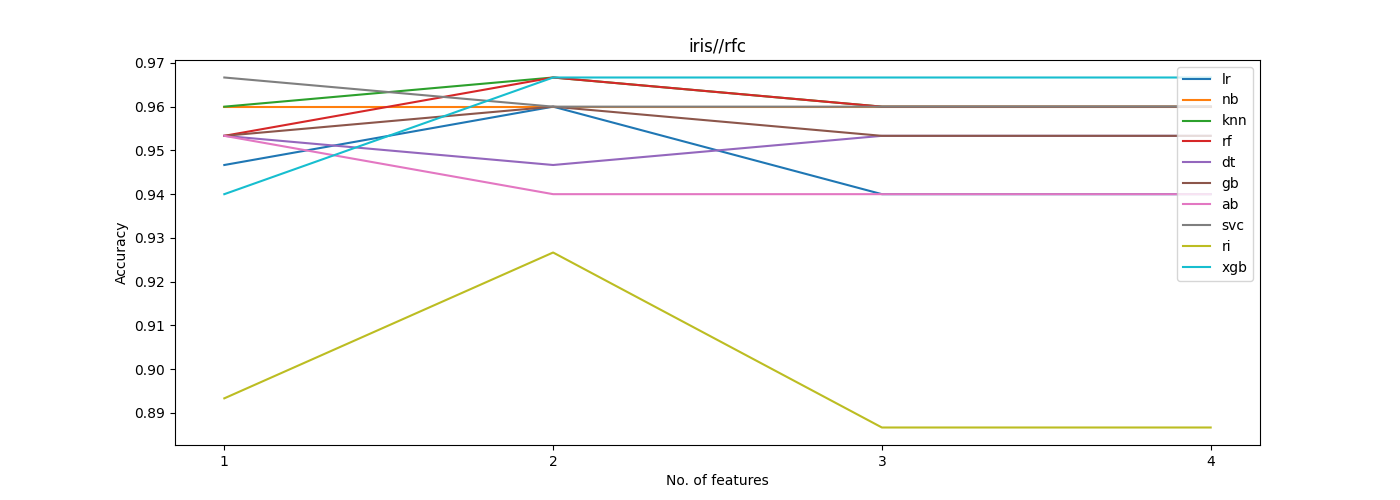 iris//rfc
Accuracy
0.97
0.96
0.95
0.94
0.93
0.92
0.91
0.90
0.89
1
2
3
4
No. of features
lr
nb
knn
rf
dt
gb
ab
svc
ri
xgb